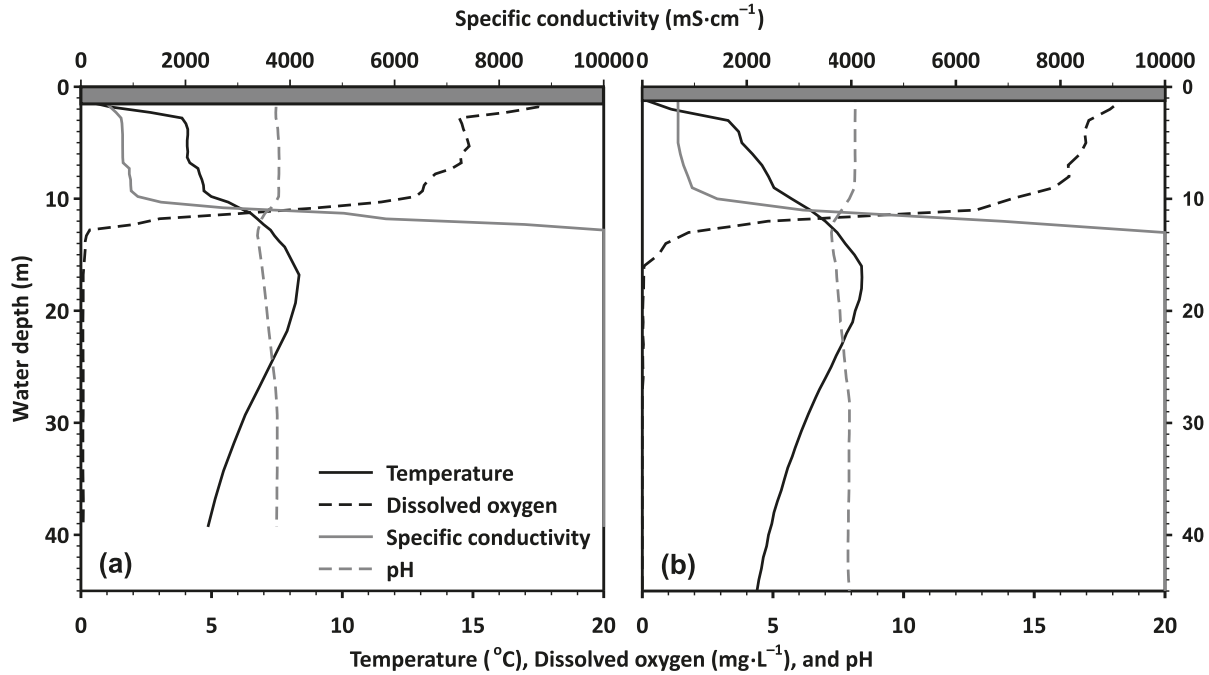 Specific conductivity (mS·cm⁻¹)
0 2000 4000 6000 8000 10000 0 2000 4000 6000 8000 10000
0 0
10 10
20 20
Water depth (m)
30 30
Temperature
Dissolved oxygen
Specific conductivity
pH
40 40
(a) (b)
0 5 10 15 20 0 5 10 15 20
Temperature (°C), Dissolved oxygen (mg·L⁻¹), and pH